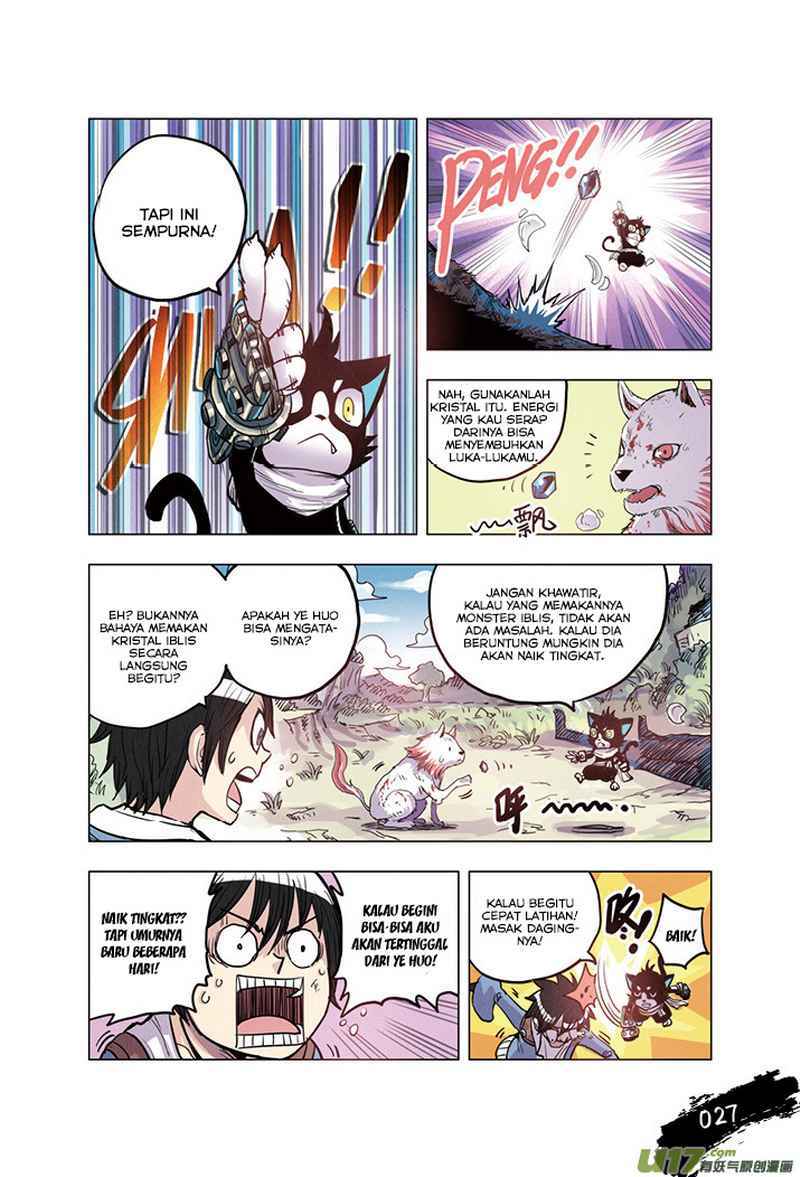 TAPI INI
SEMPURNA!
PENG!!
NAH, GUNAKANLAH
KRISTAL ITU. ENERGI
YANG KAU SERAP
DARINYA BISA
MENYEMBUHKAN
LUKA-LUKAMU.
飘
EH? BUKANNYA
BAHAYA MEMAKAN
KRISTAL IBLIS
SECARA
LANGSUNG
BEGITU?
APAKAH YE HUO
BISA MENGATA-
SINYA?
JANGAN KHAWATIR,
KALAU YANG MEMAKANNYA
MONSTER IBLIS, TIDAK AKAN
ADA MASALAH. KALAU DIA
BERUNTUNG MUNGKIN DIA
AKAN NAIK TINGKAT.
呼
NAIK TINGKAT??
TAPI UMURNYA
BARU BEBERAPA
HARI!
KALAU BEGINI
BISA-BISA AKU
AKAN TERTINGGAL
DARI YE HUO!
KALAU BEGITU
CEPAT LATIHAN!
MASAK DAGING-
NYA!
咚!
BAIK!
027
U17.com
有妖气原创漫画